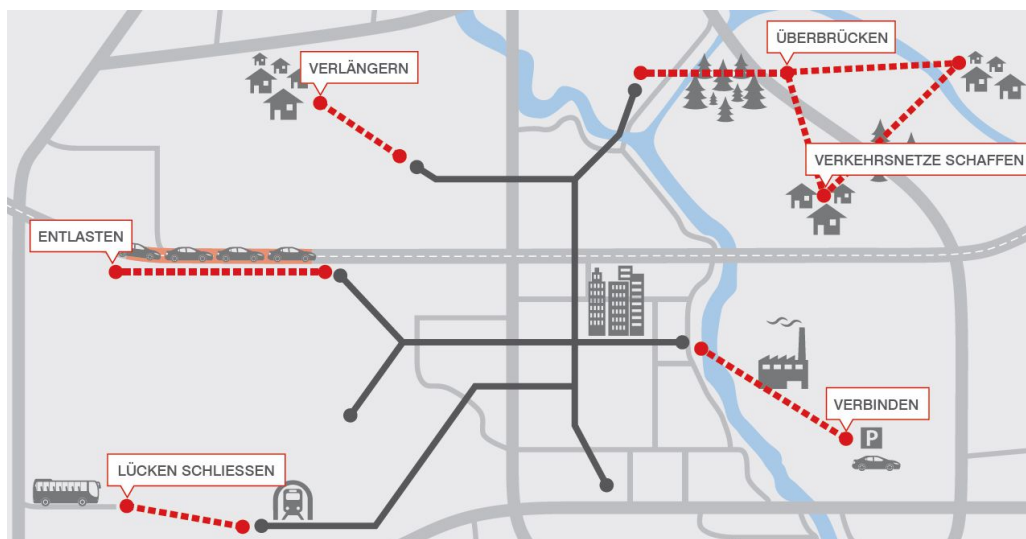 VERLÄNGERN
ÜBERBRÜCKEN
VERKEHRSNETZE SCHAFFEN
ENTLASTEN
VERBINDEN
P
LÜCKEN SCHLIESSEN